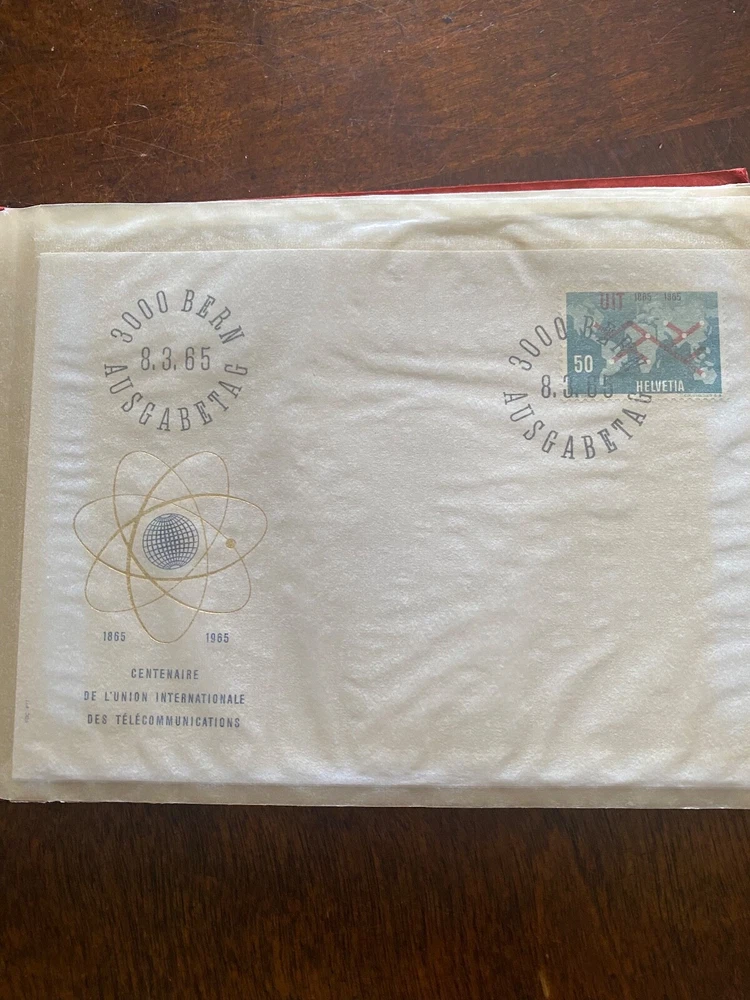 3000 BERN
8.3.65
AUSGABETAG
UIT 1865 1965
50
HELVETIA
3000 BERN
8.3.65
AUSGABETAG
1865 1965
CENTENAIRE
DE L'UNION INTERNATIONALE
DES TÉLÉCOMMUNICATIONS